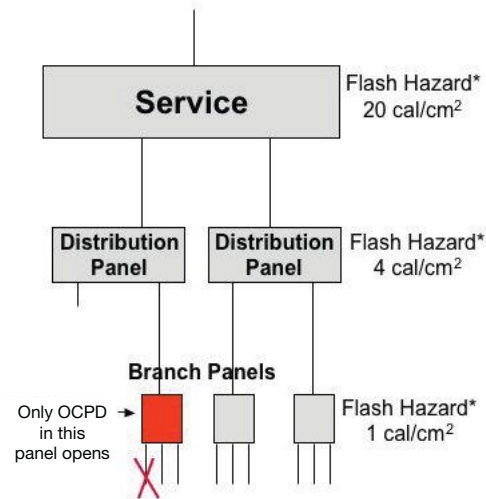 Service
Flash Hazard*
20 cal/cm²
Distribution
Panel
Distribution
Panel
Flash Hazard*
4 cal/cm²
Branch Panels
Only OCPD
in this
panel opens
Flash Hazard*
1 cal/cm²